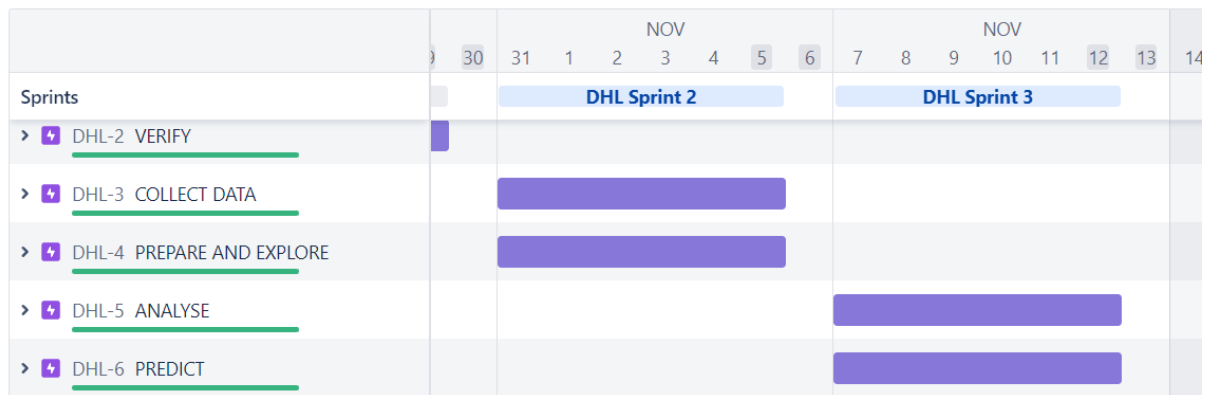 NOV NOV
30 31 1 2 3 4 5 6 7 8 9 10 11 12 13 14
Sprints DHL Sprint 2 DHL Sprint 3
DHL-2 VERIFY
DHL-3 COLLECT DATA
DHL-4 PREPARE AND EXPLORE
DHL-5 ANALYSE
DHL-6 PREDICT